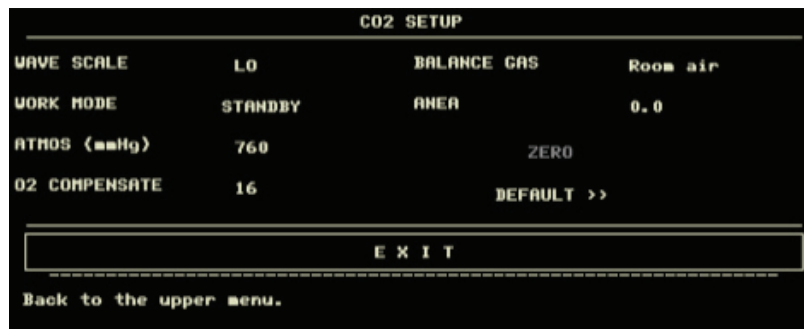 CO2 SETUP
WAVE SCALE LO BALANCE GAS Room air
WORK MODE STANDBY ANEA 0.0
ATMOS (mmHg) 760 ZERO
O2 COMPENSATE 16 DEFAULT >>
E X I T
Back to the upper menu.